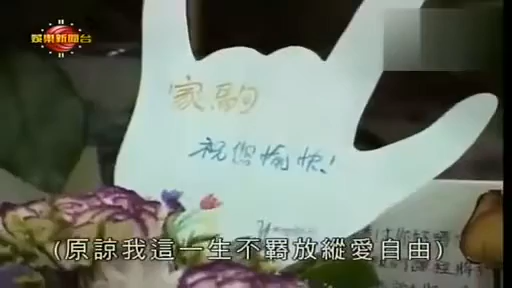 娛樂新聞台
家駒
祝您愉快!
(原諒我這一生不羈放縱愛自由)